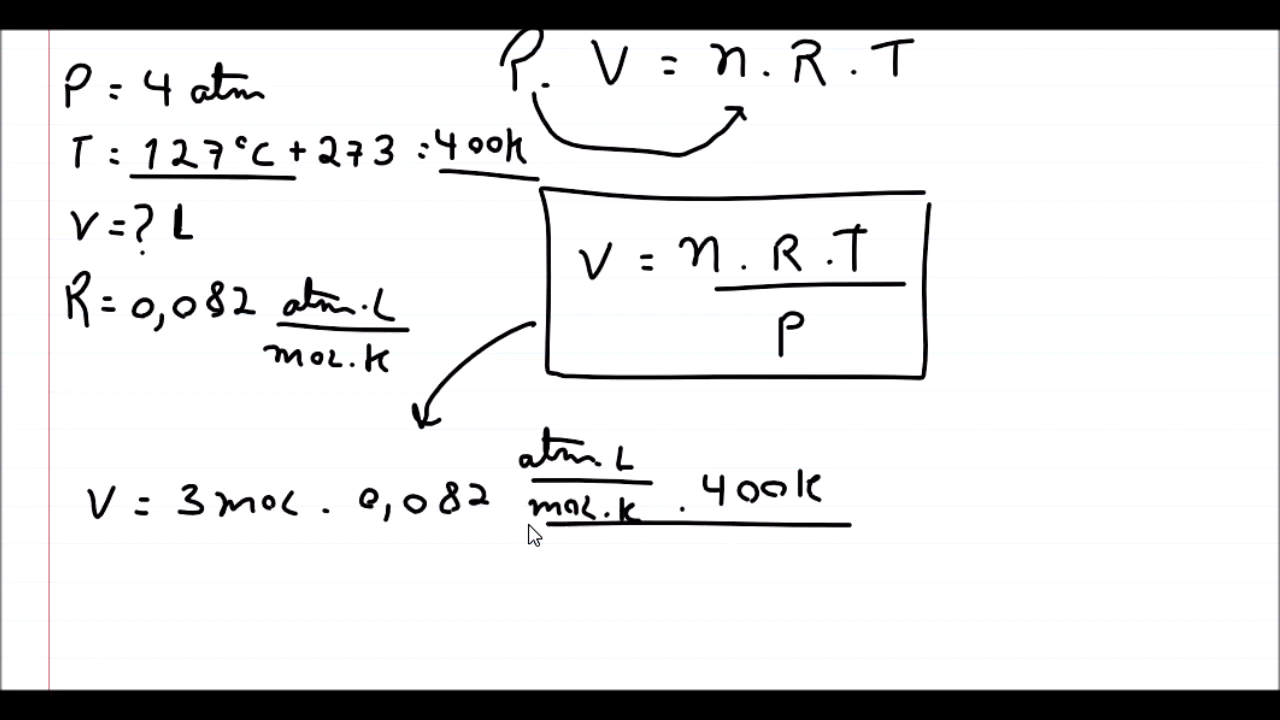 P. V = n . R . T
P = 4 atm
T = 127°C + 273 = 400k
V = ? L
R = 0,082 atm.L
mol.k
V = n . R . T
P
V = 3 mol . 0,082 atm.L
mol.k . 400k